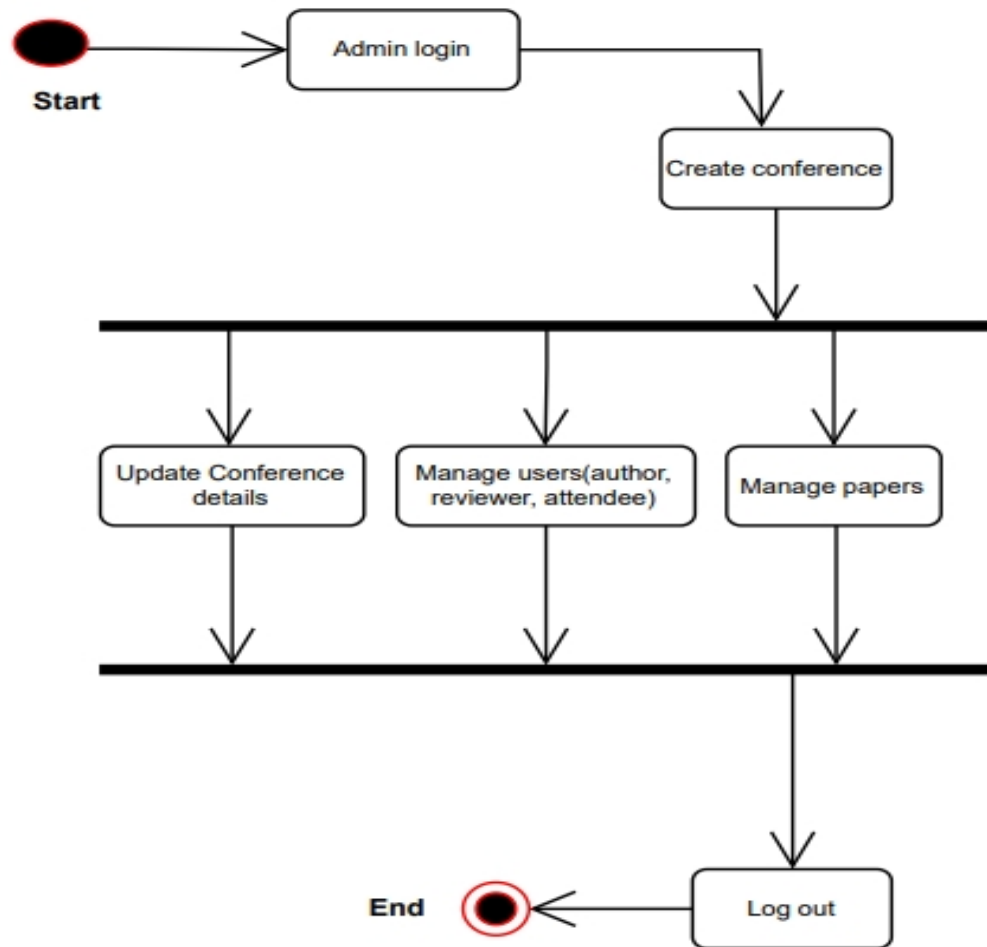 Admin login
Start
Create conference
Update Conference
details
Manage users(author,
reviewer, attendee)
Manage papers
End
Log out